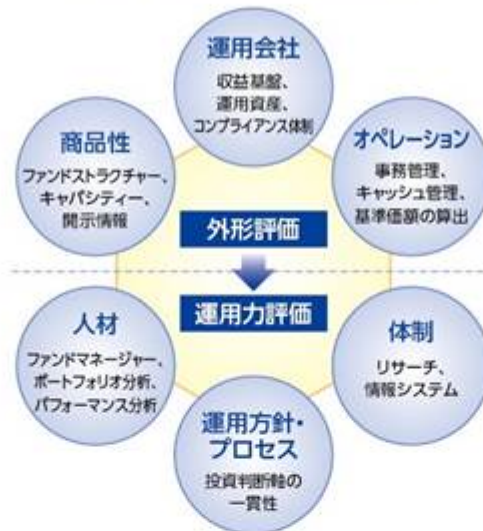 運用会社
収益基盤、
運用資産、
コンプライアンス体制
商品性
ファンドストラクチャー、
キャパシティー、
開示情報
オペレーション
事務管理、
キャッシュ管理、
基準価額の算出
外形評価
運用力評価
人材
ファンドマネージャー、
ポートフォリオ分析、
パフォーマンス分析
体制
リサーチ、
情報システム
運用方針・
プロセス
投資判断軸の
一貫性